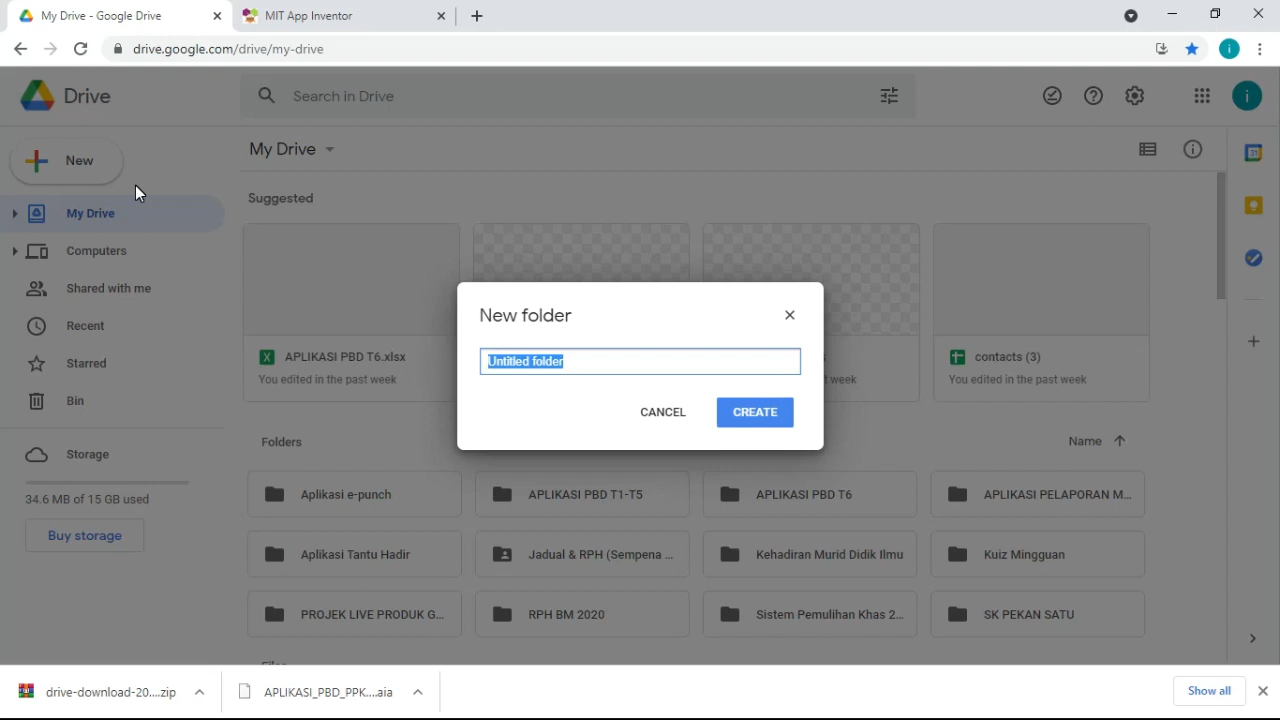 My Drive - Google Drive
MIT App Inventor
drive.google.com/drive/my-drive
i
Drive
Search in Drive
i
New
My Drive
My Drive
Computers
Shared with me
Recent
Starred
Bin
Storage
34.6 MB of 15 GB used
Buy storage
Suggested
APLIKASI PBD T6.xlsx
You edited in the past week
week
contacts (3)
You edited in the past week
New folder
Untitled folder
CANCEL
CREATE
Folders
Name
Aplikasi e-punch
APLIKASI PBD T1-T5
APLIKASI PBD T6
APLIKASI PELAPORAN M...
Aplikasi Tantu Hadir
Jadual & RPH (Sempena ...
Kehadiran Murid Didik Ilmu
Kuiz Mingguan
PROJEK LIVE PRODUK G...
RPH BM 2020
Sistem Pemulihan Khas 2...
SK PEKAN SATU
drive-download-20....zip
APLIKASI_PBD_PPK....aia
Show all